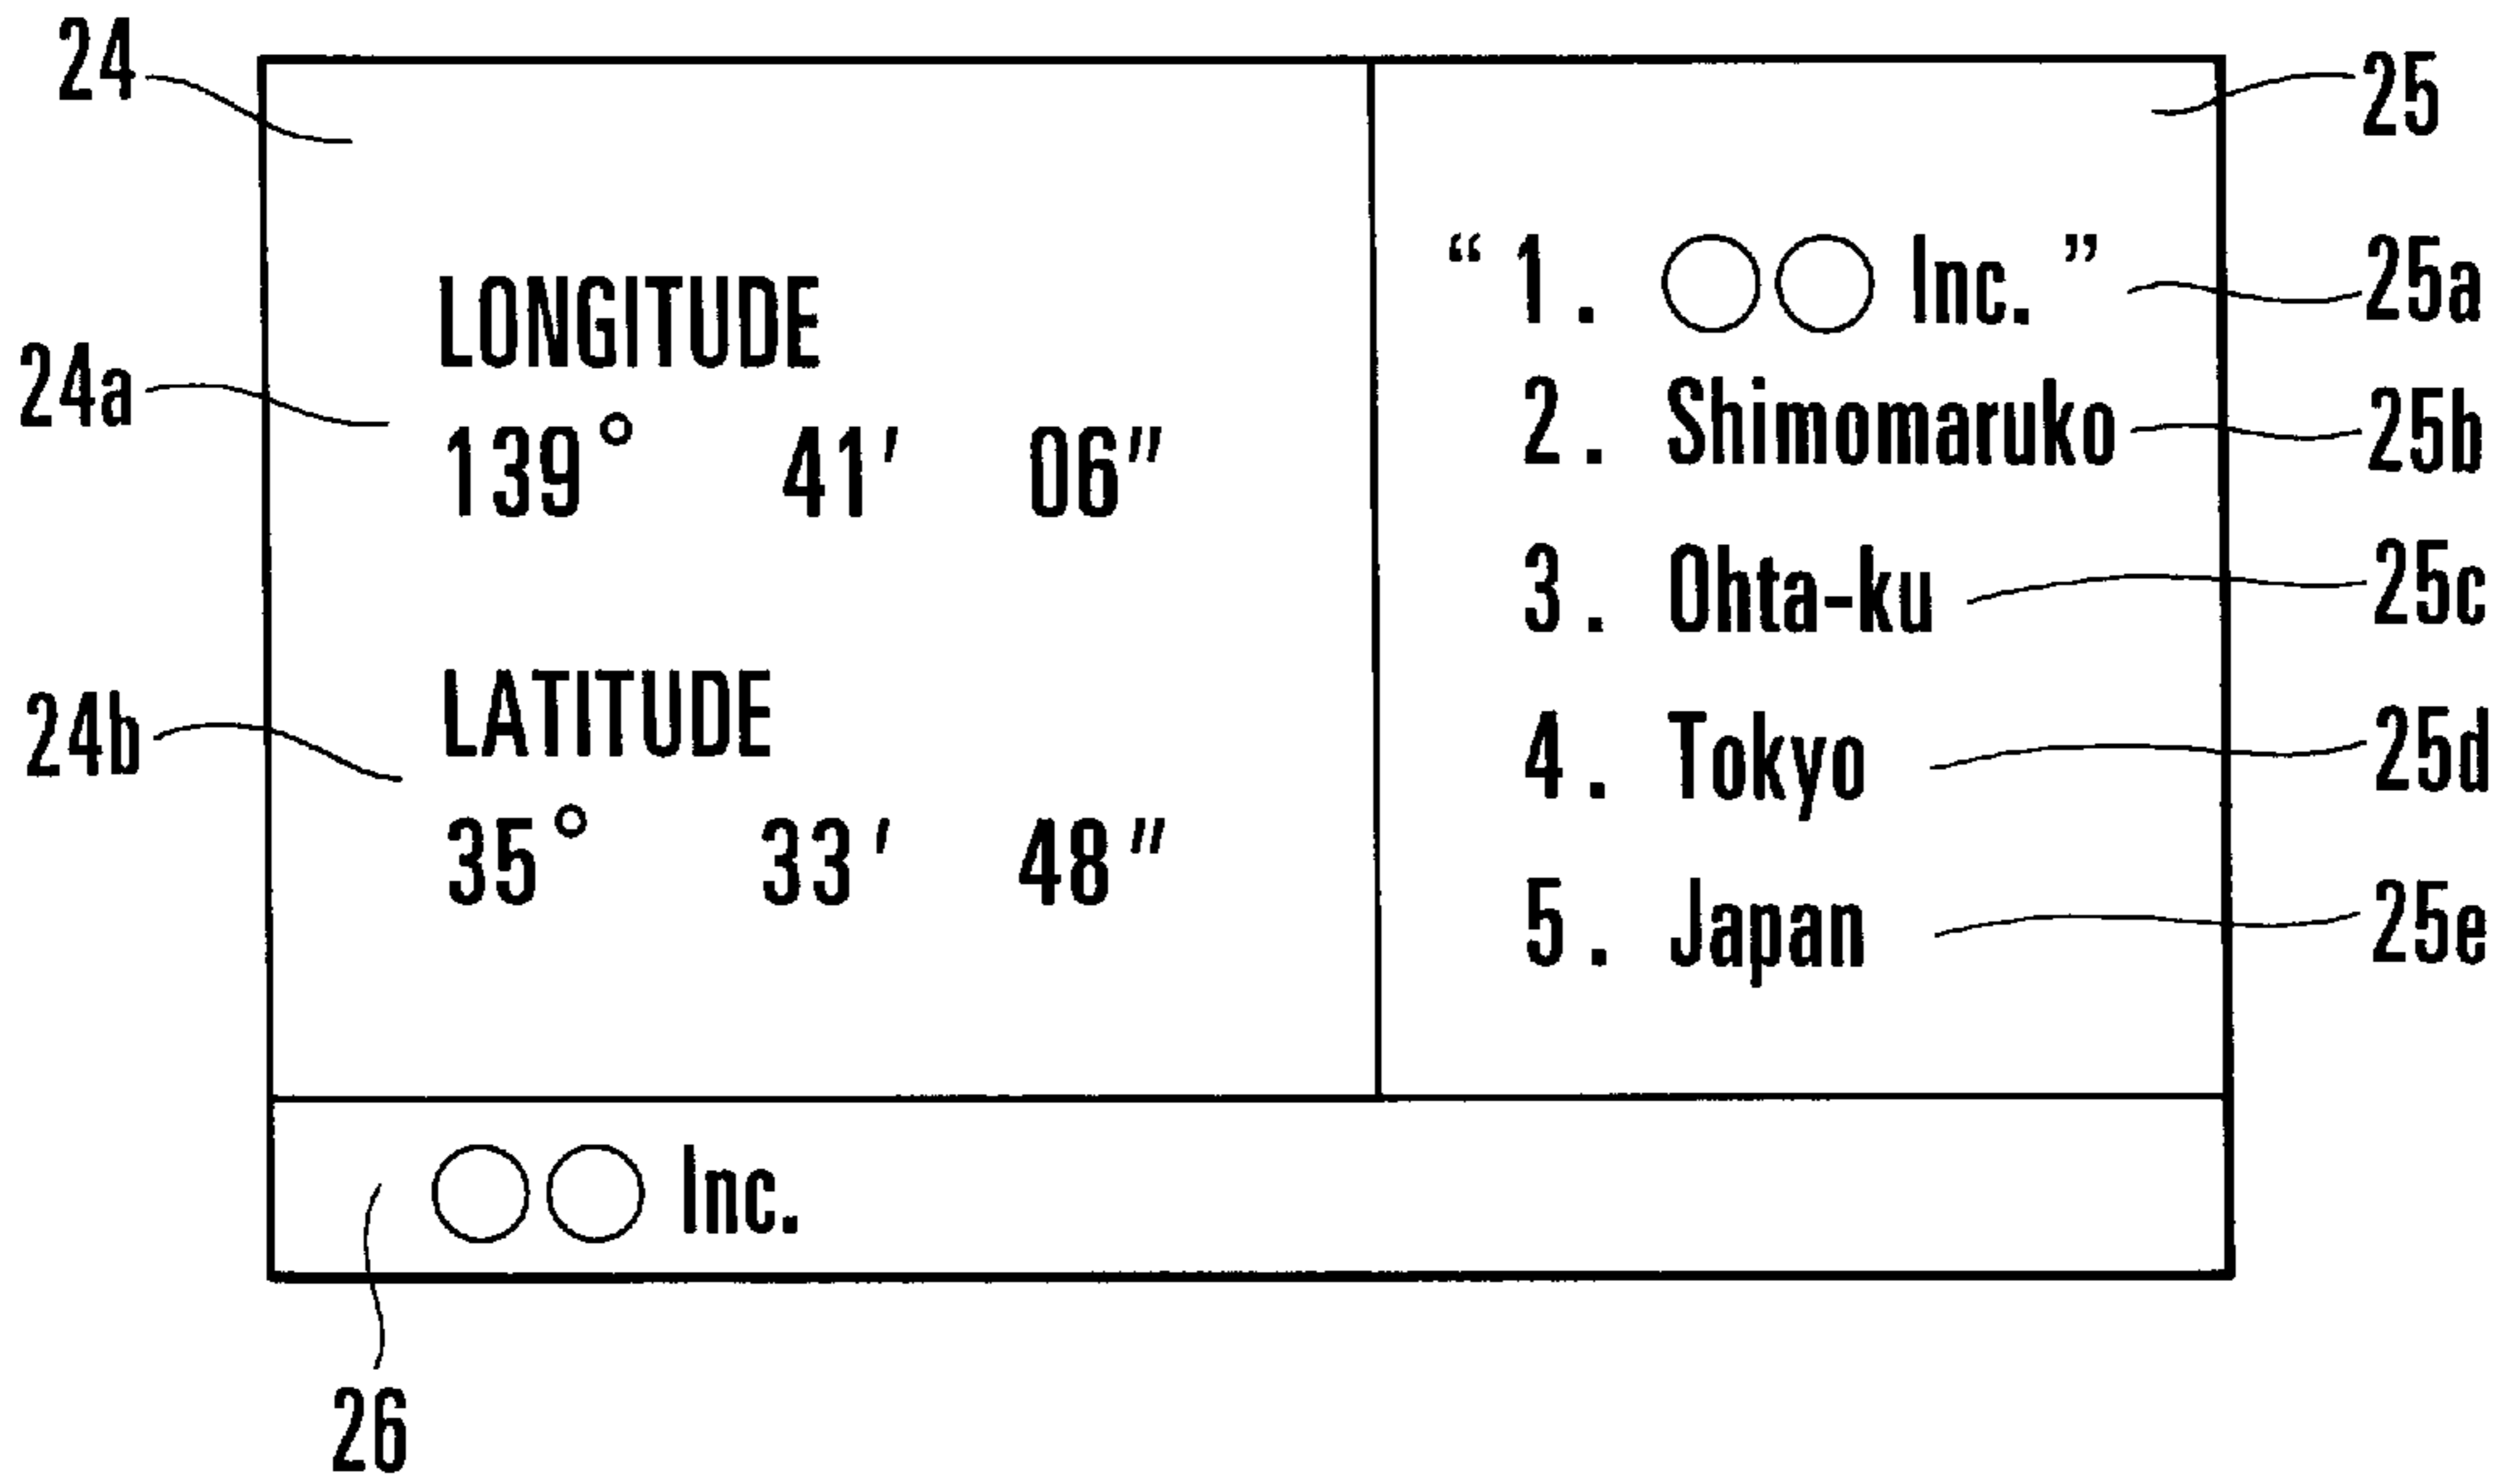 24
25
LONGITUDE
24a
139° 41′ 06″
LATITUDE
24b
35° 33′ 48″
“1. ○○ Inc.” 25a
2. Shimomaruko 25b
3. Ohta-ku 25c
4. Tokyo 25d
5. Japan 25e
○○ Inc.
26